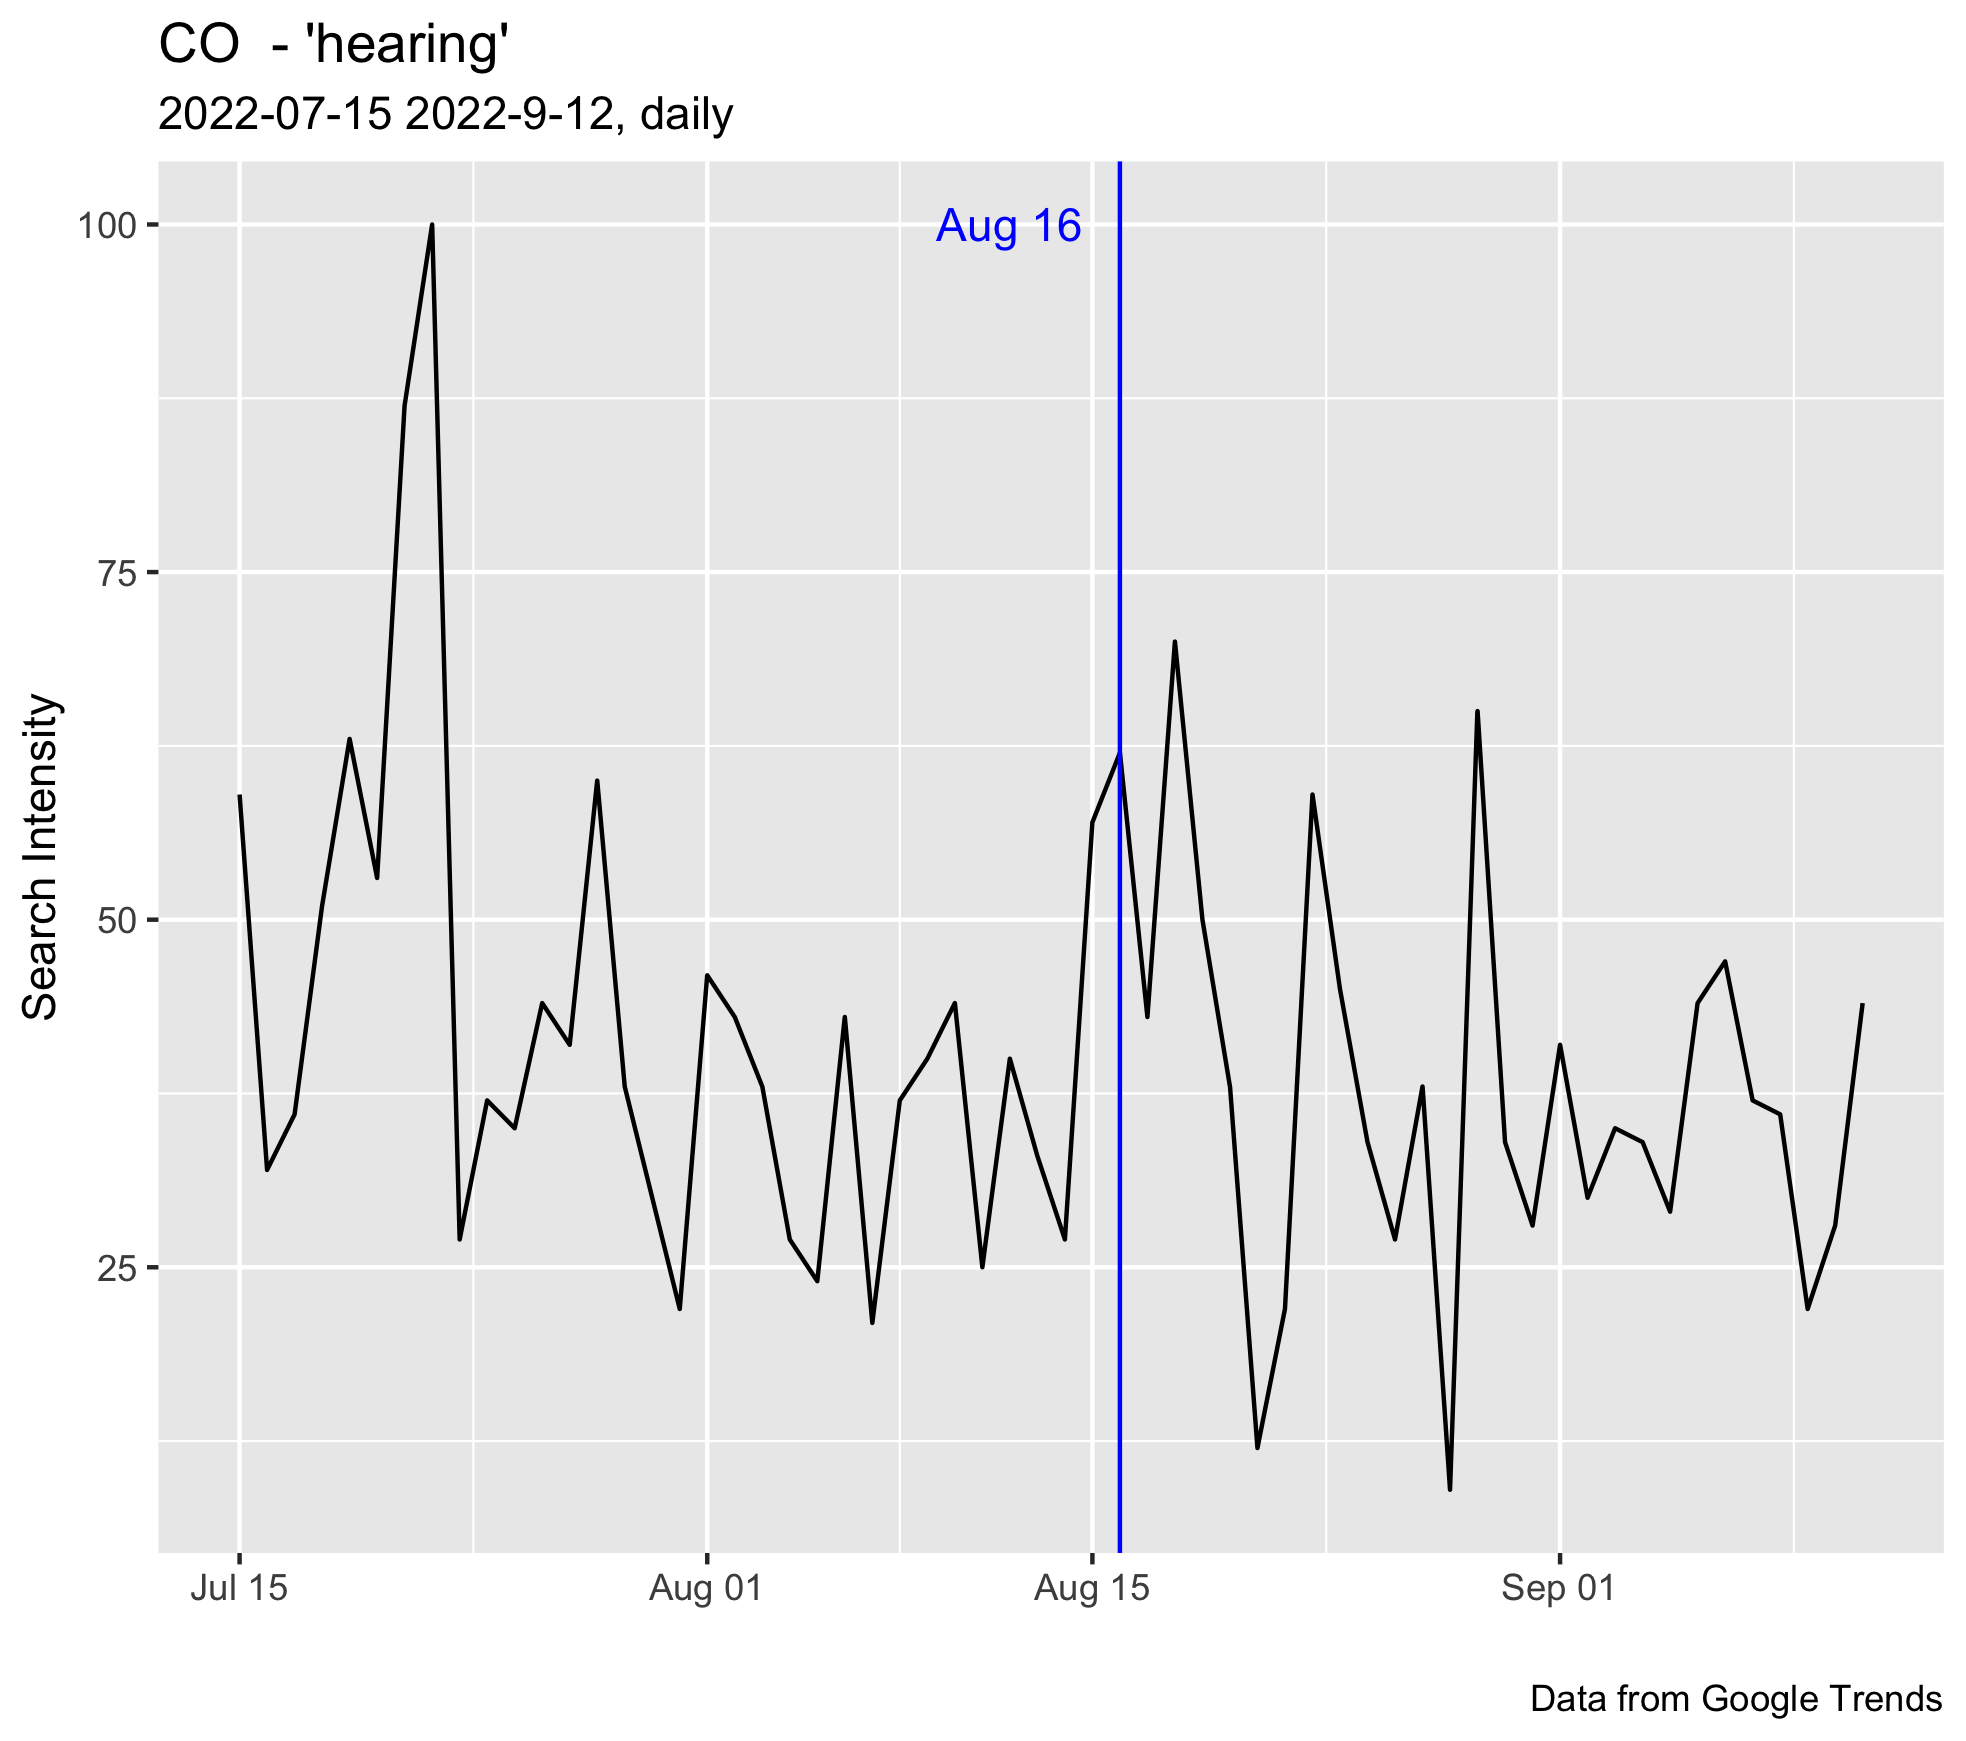 CO  - 'hearing'
2022-07-15 2022-9-12, daily
Search Intensity
100
75
50
25
Aug 16
Jul 15
Aug 01
Aug 15
Sep 01
Data from Google Trends